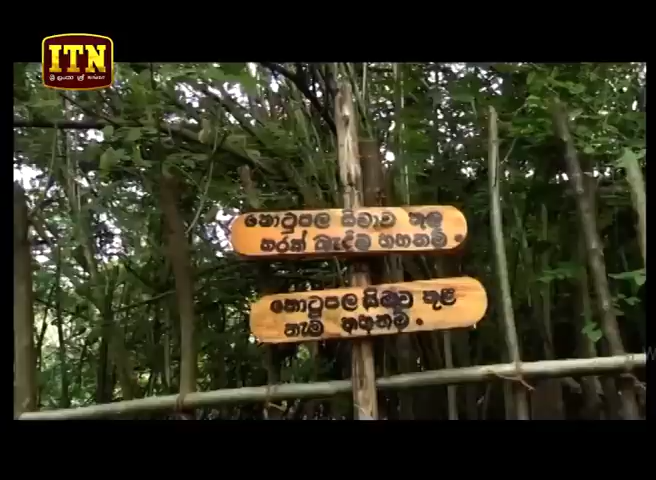 ITN
කොටුපල සීමාව තුල
හරක් බැදීම තහනම්.
කොටුපල සීමාව තුළ
කැම තහනම්.